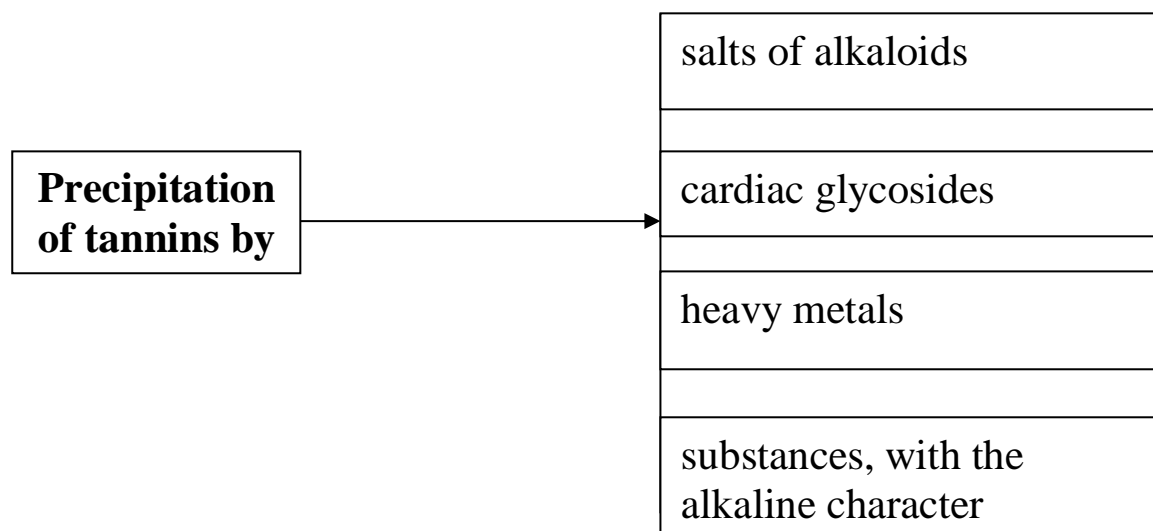 Precipitation
of tannins by
salts of alkaloids
cardiac glycosides
heavy metals
substances, with the
alkaline character